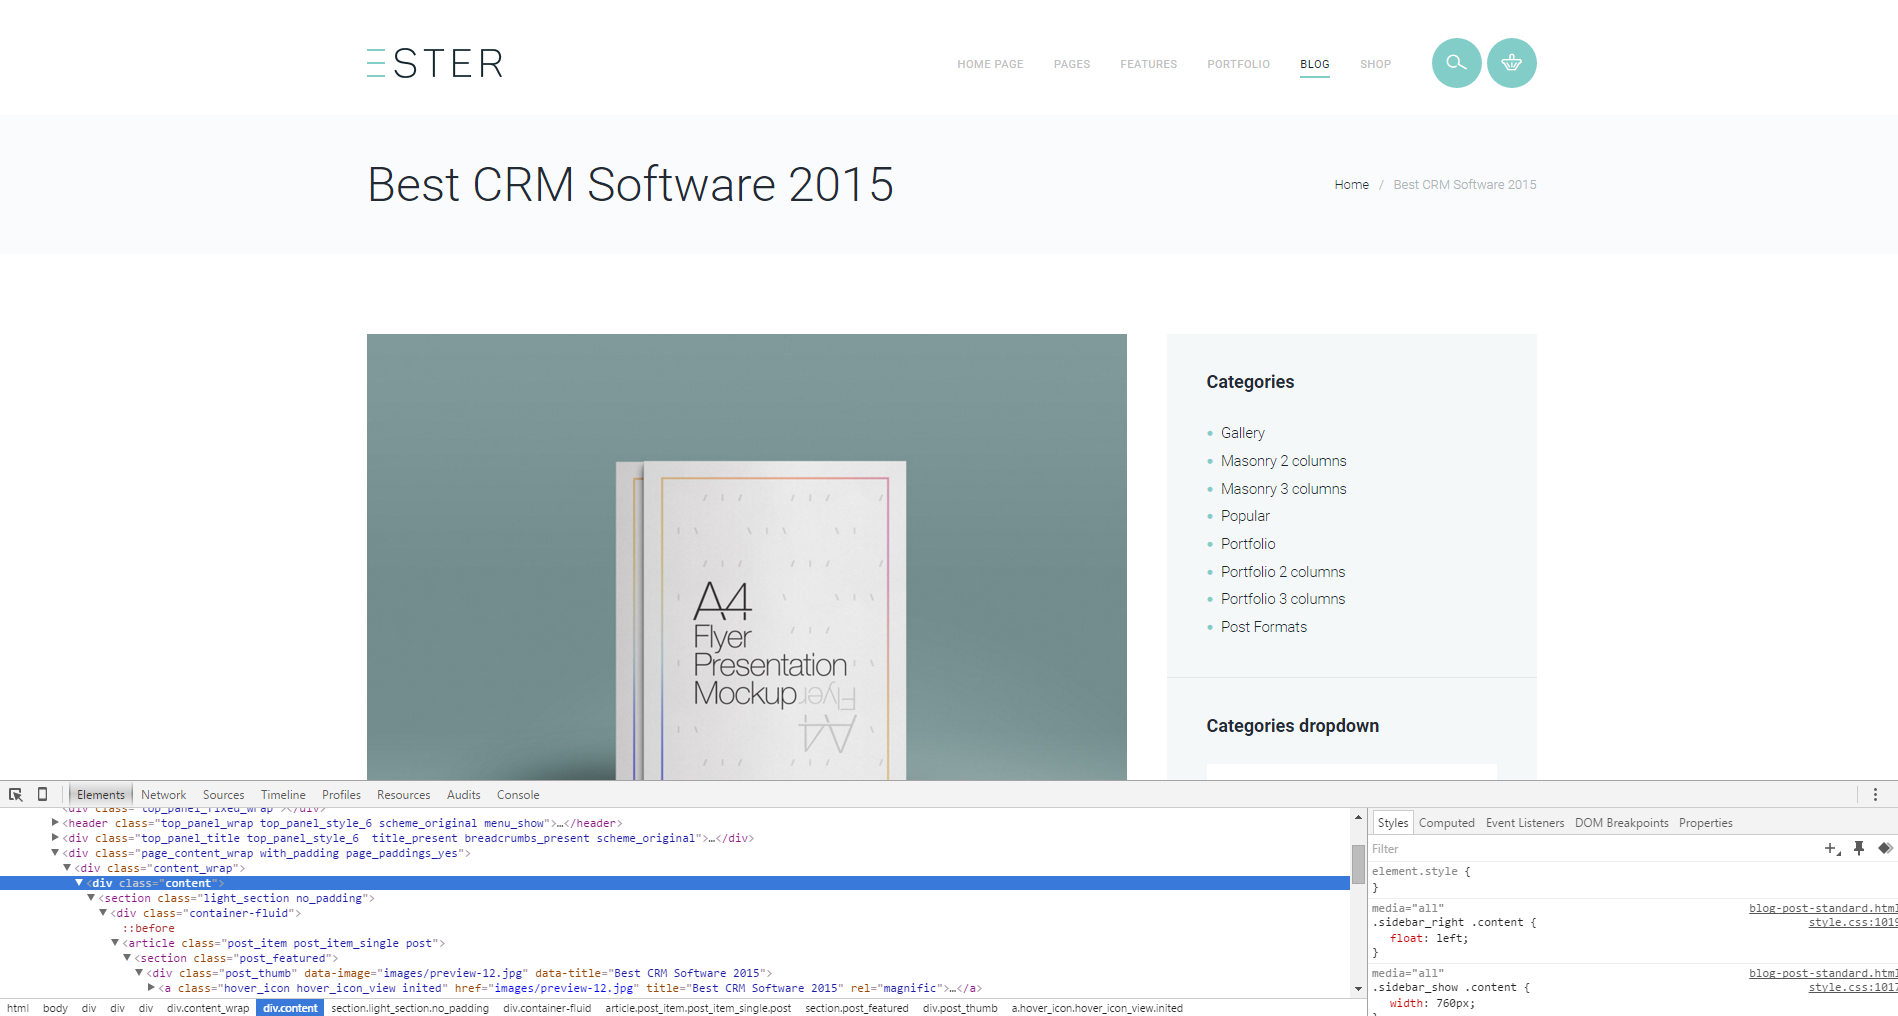 STER
HOME PAGE PAGES FEATURES PORTFOLIO BLOG SHOP
Best CRM Software 2015
Home / Best CRM Software 2015
A4
Flyer
Presentation
Mockup
Flyer
A4
Categories
Gallery
Masonry 2 columns
Masonry 3 columns
Popular
Portfolio
Portfolio 2 columns
Portfolio 3 columns
Post Formats
Categories dropdown
Elements Network Sources Timeline Profiles Resources Audits Console
<div class="top_panel_fixed_wrap"></div>
<header class="top_panel_wrap top_panel_style_6 scheme_original menu_show">…</header>
<div class="top_panel_title top_panel_style_6  title_present breadcrumbs_present scheme_original">…</div>
<div class="page_content_wrap with_padding page_paddings_yes">
<div class="content_wrap">
<div class="content">
<section class="light_section no_padding">
<div class="container-fluid">
::before
<article class="post_item post_item_single post">
<section class="post_featured">
<div class="post_thumb" data-image="images/preview-12.jpg" data-title="Best CRM Software 2015">
<a class="hover_icon hover_icon_view inited" href="images/preview-12.jpg" title="Best CRM Software 2015" rel="magnific">…</a>
html body div div div div.content_wrap div.content section.light_section.no_padding div.container-fluid article.post_item.post_item_single.post section.post_featured div.post_thumb a.hover_icon.hover_icon_view.inited
Styles Computed Event Listeners DOM Breakpoints Properties
Filter
element.style {
}
media="all" blog-post-standard.html
.sidebar_right .content { style.css:1019
float: left;
}
media="all" blog-post-standard.html
.sidebar_show .content { style.css:1017
width: 760px;
}